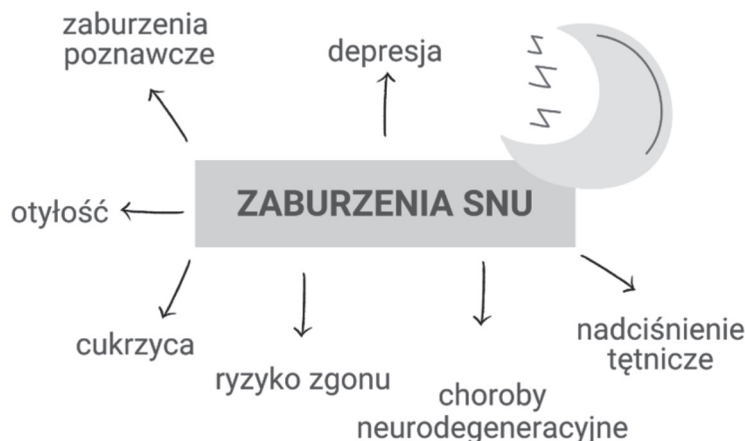 zaburzenia
poznawcze
depresja
z
z
z
ZABURZENIA SNU
otyłość
cukrzyca
ryzyko zgonu
choroby
neurodegeneracyjne
nadciśnienie
tętnicze